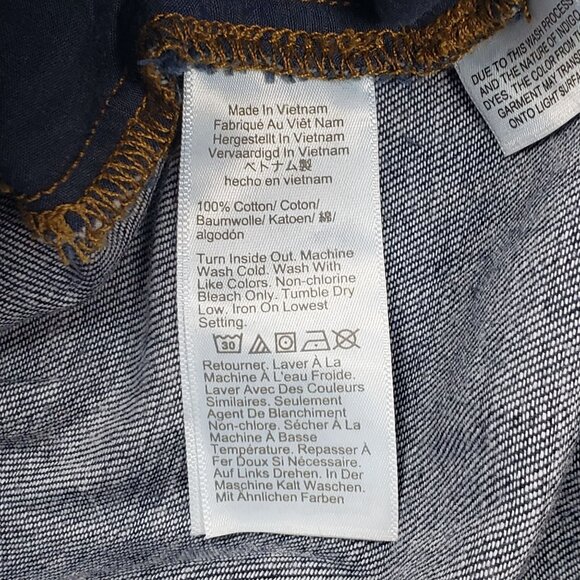 Made In Vietnam
Fabriqué Au Viêt Nam
Hergestellt In Vietnam
Vervaardigd In Vietnam
ベトナム製
hecho en vietnam
100% Cotton/ Coton/
Baumwolle/ Katoen/ 綿/
algodón
Turn Inside Out. Machine
Wash Cold. Wash With
Like Colors. Non-chlorine
Bleach Only. Tumble Dry
Low. Iron On Lowest
Setting.
30
Retourner. Laver À La
Machine À L'eau Froide.
Laver Avec Des Couleurs
Similaires. Seulement
Agent De Blanchiment
Non-chlore. Sécher À La
Machine À Basse
Température. Repasser À
Fer Doux Si Nécessaire.
Auf Links Drehen. In Der
Maschine Kalt Waschen.
Mit Ähnlichen Farben
DUE TO THIS WASH PROCESS
AND THE NATURE OF INDIGO
DYES, THE COLOR FROM
GARMENT MAY
ONTO LIGHT